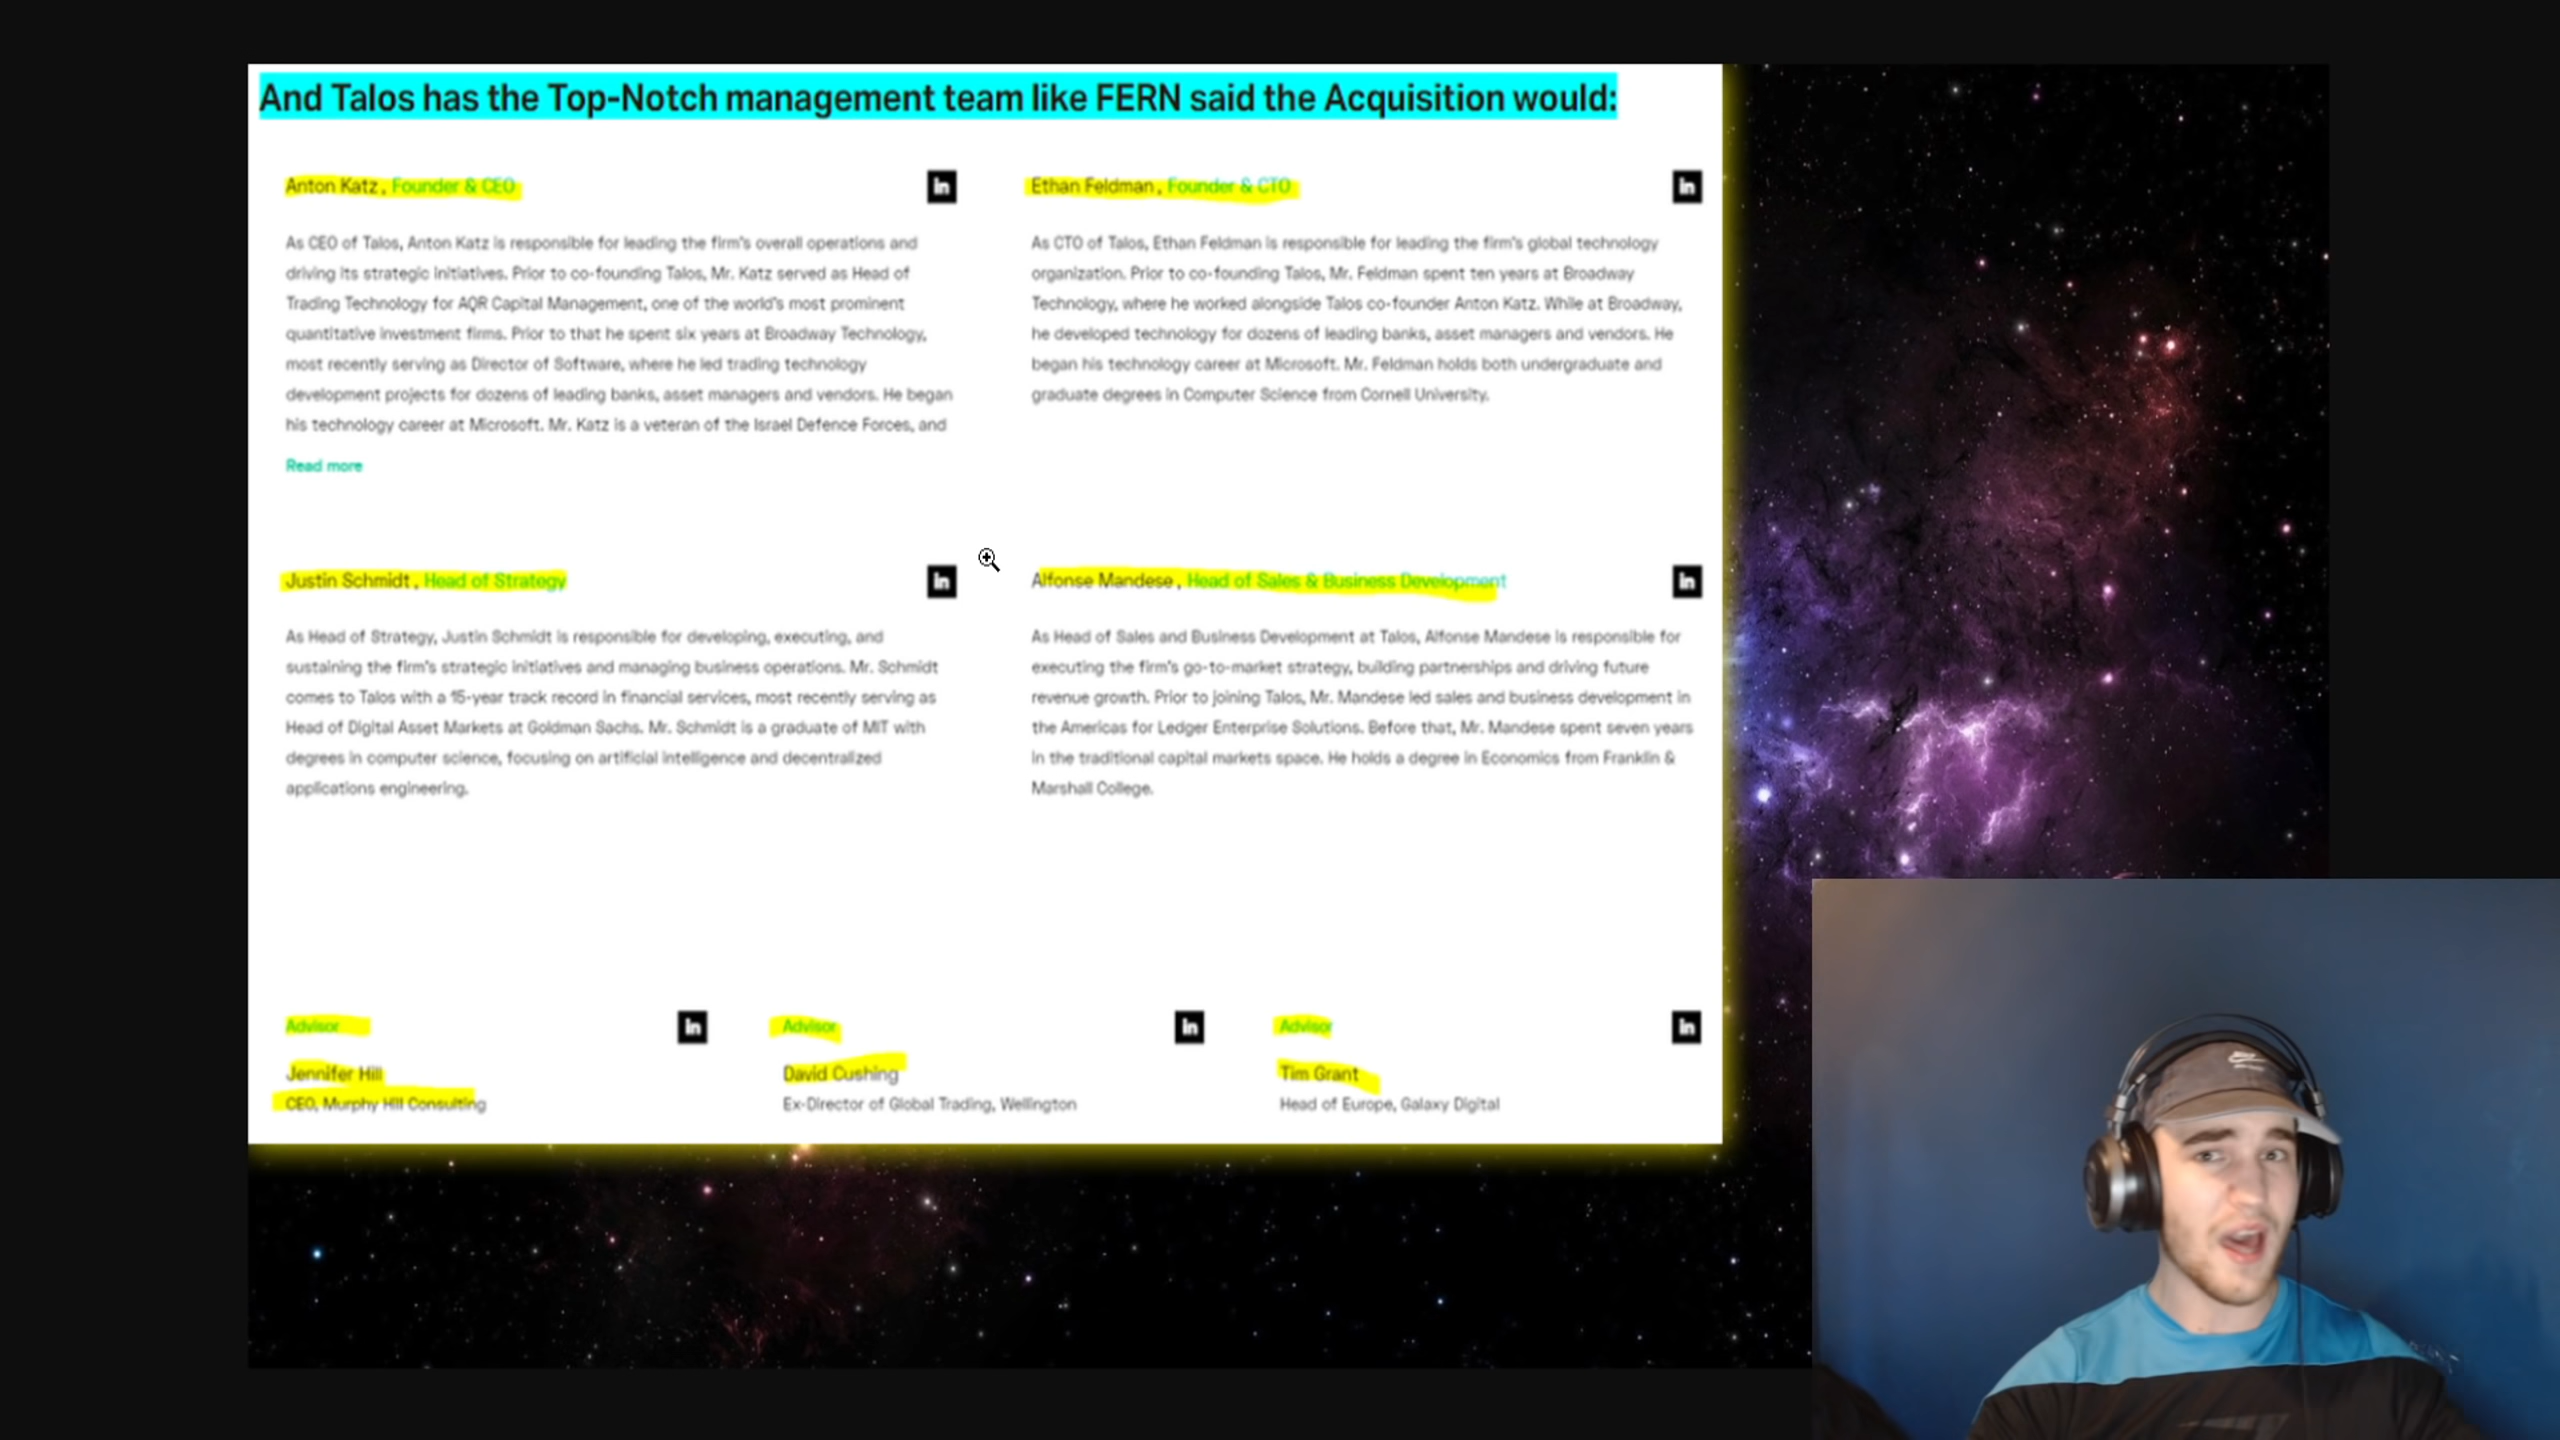 And Talos has the Top-Notch management team like FERN said the Acquisition would:
Anton Katz, Founder & CEO
in
As CEO of Talos, Anton Katz is responsible for leading the firm's overall operations and
driving its strategic initiatives. Prior to co-founding Talos, Mr. Katz served as Head of
Trading Technology for AQR Capital Management, one of the world's most prominent
quantitative investment firms. Prior to that he spent six years at Broadway Technology,
most recently serving as Director of Software, where he led trading technology
development projects for dozens of leading banks, asset managers and vendors. He began
his technology career at Microsoft. Mr. Katz is a veteran of the Israel Defence Forces, and
Read more
Ethan Feldman, Founder & CTO
in
As CTO of Talos, Ethan Feldman is responsible for leading the firm's global technology
organization. Prior to co-founding Talos, Mr. Feldman spent ten years at Broadway
Technology, where he worked alongside Talos co-founder Anton Katz. While at Broadway,
he developed technology for dozens of leading banks, asset managers and vendors. He
began his technology career at Microsoft. Mr. Feldman holds both undergraduate and
graduate degrees in Computer Science from Cornell University.
Justin Schmidt, Head of Strategy
in
As Head of Strategy, Justin Schmidt is responsible for developing, executing, and
sustaining the firm's strategic initiatives and managing business operations. Mr. Schmidt
comes to Talos with a 15-year track record in financial services, most recently serving as
Head of Digital Asset Markets at Goldman Sachs. Mr. Schmidt is a graduate of MIT with
degrees in computer science, focusing on artificial intelligence and decentralized
applications engineering.
Alfonse Mandese, Head of Sales & Business Development
in
As Head of Sales and Business Development at Talos, Alfonse Mandese is responsible for
executing the firm's go-to-market strategy, building partnerships and driving future
revenue growth. Prior to joining Talos, Mr. Mandese led sales and business development in
the Americas for Ledger Enterprise Solutions. Before that, Mr. Mandese spent seven years
in the traditional capital markets space. He holds a degree in Economics from Franklin &
Marshall College.
Advisor
in
Jennifer Hill
CEO, Murphy Hill Consulting
Advisor
in
David Cushing
Ex-Director of Global Trading, Wellington
Advisor
in
Tim Grant
Head of Europe, Galaxy Digital